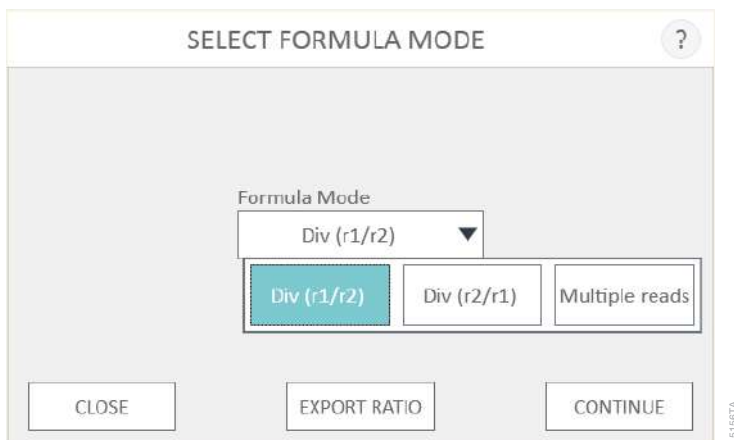 SELECT FORMULA MODE ?
Formula Mode
Div (r1/r2)
Div (r1/r2) Div (r2/r1) Multiple reads
CLOSE EXPORT RATIO CONTINUE